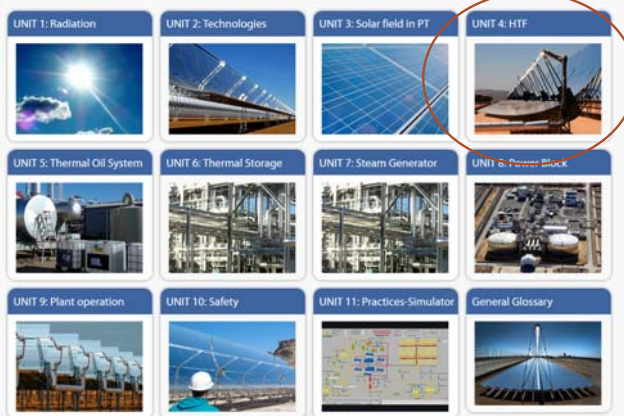 UNIT 1: Radiation
UNIT 2: Technologies
UNIT 3: Solar field in PT
UNIT 4: HTF
UNIT 5: Thermal Oil System
UNIT 6: Thermal Storage
UNIT 7: Steam Generator
UNIT 8: Power Block
UNIT 9: Plant operation
UNIT 10: Safety
UNIT 11: Practices-Simulator
General Glossary